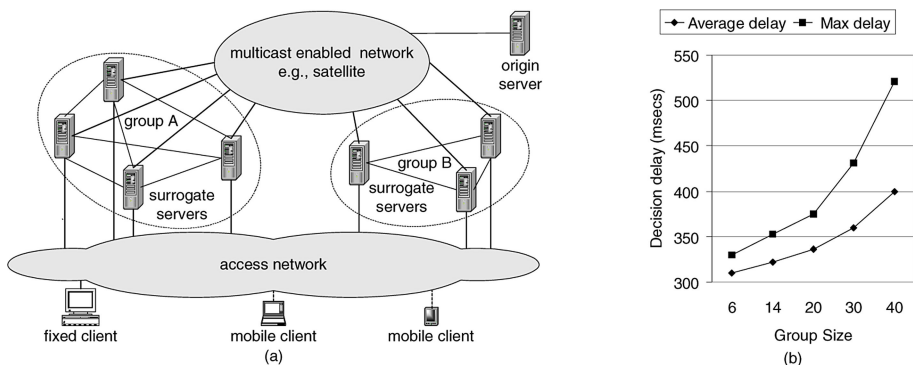 multicast enabled network
e.g., satellite
origin
server
group A
surrogate
servers
group B
surrogate
servers
access network
fixed client
mobile client
mobile client
(a)
Average delay
Max delay
Decision delay (msecs)
550
500
450
400
350
300
6
14
20
30
40
Group Size
(b)